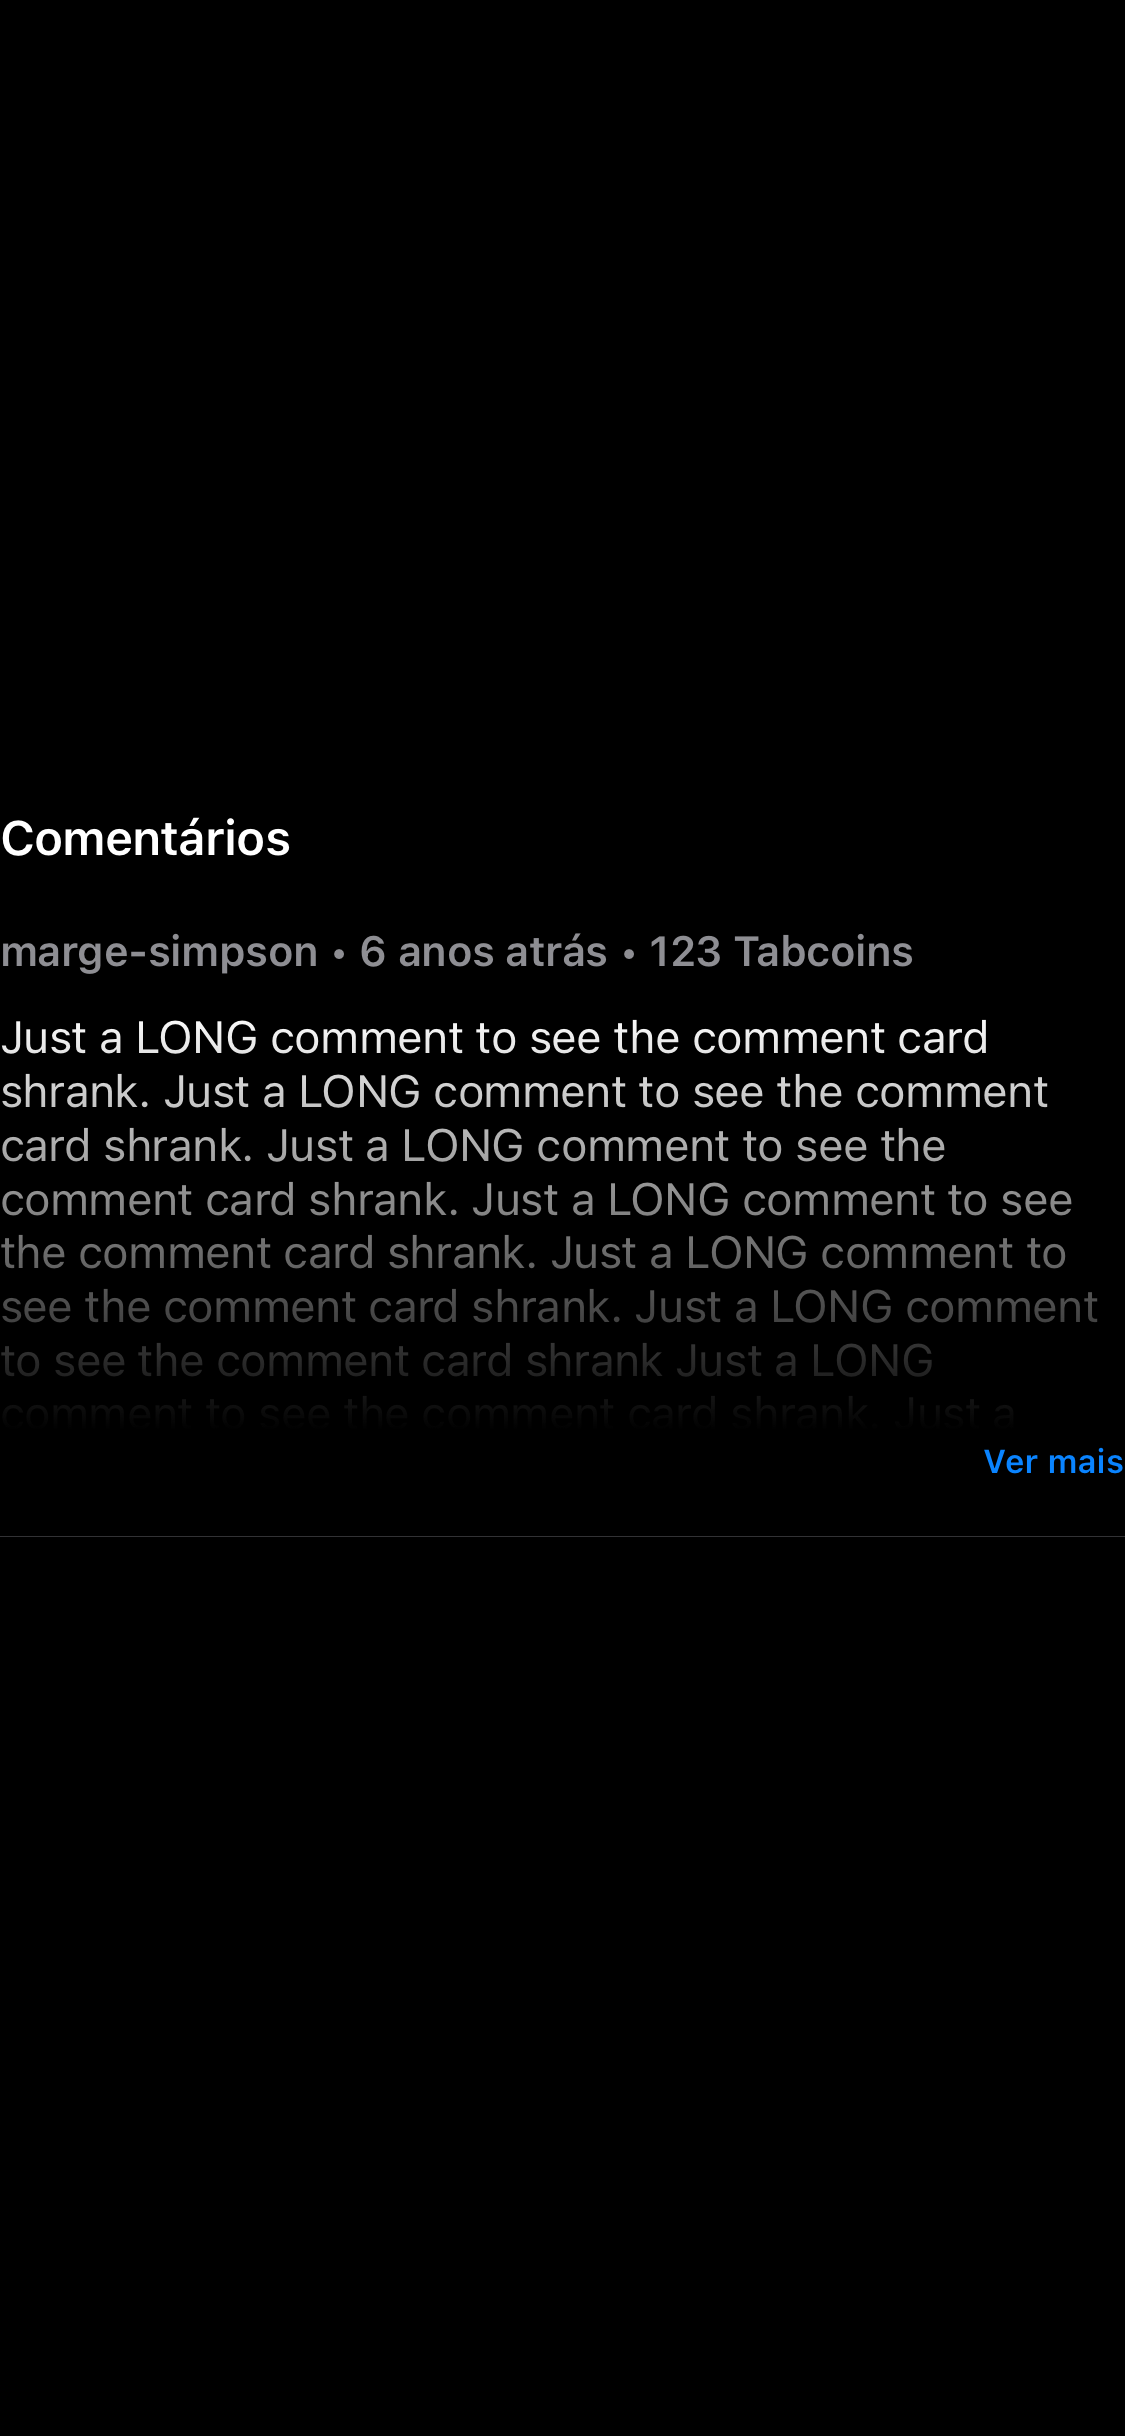 Comentários
marge-simpson • 6 anos atrás • 123 Tabcoins
Just a LONG comment to see the comment card
shrank. Just a LONG comment to see the comment
card shrank. Just a LONG comment to see the
comment card shrank. Just a LONG comment to see
the comment card shrank. Just a LONG comment to
see the comment card shrank. Just a LONG comment
to see the comment card shrank Just a LONG
comment to see the comment card shrank. Just a
Ver mais